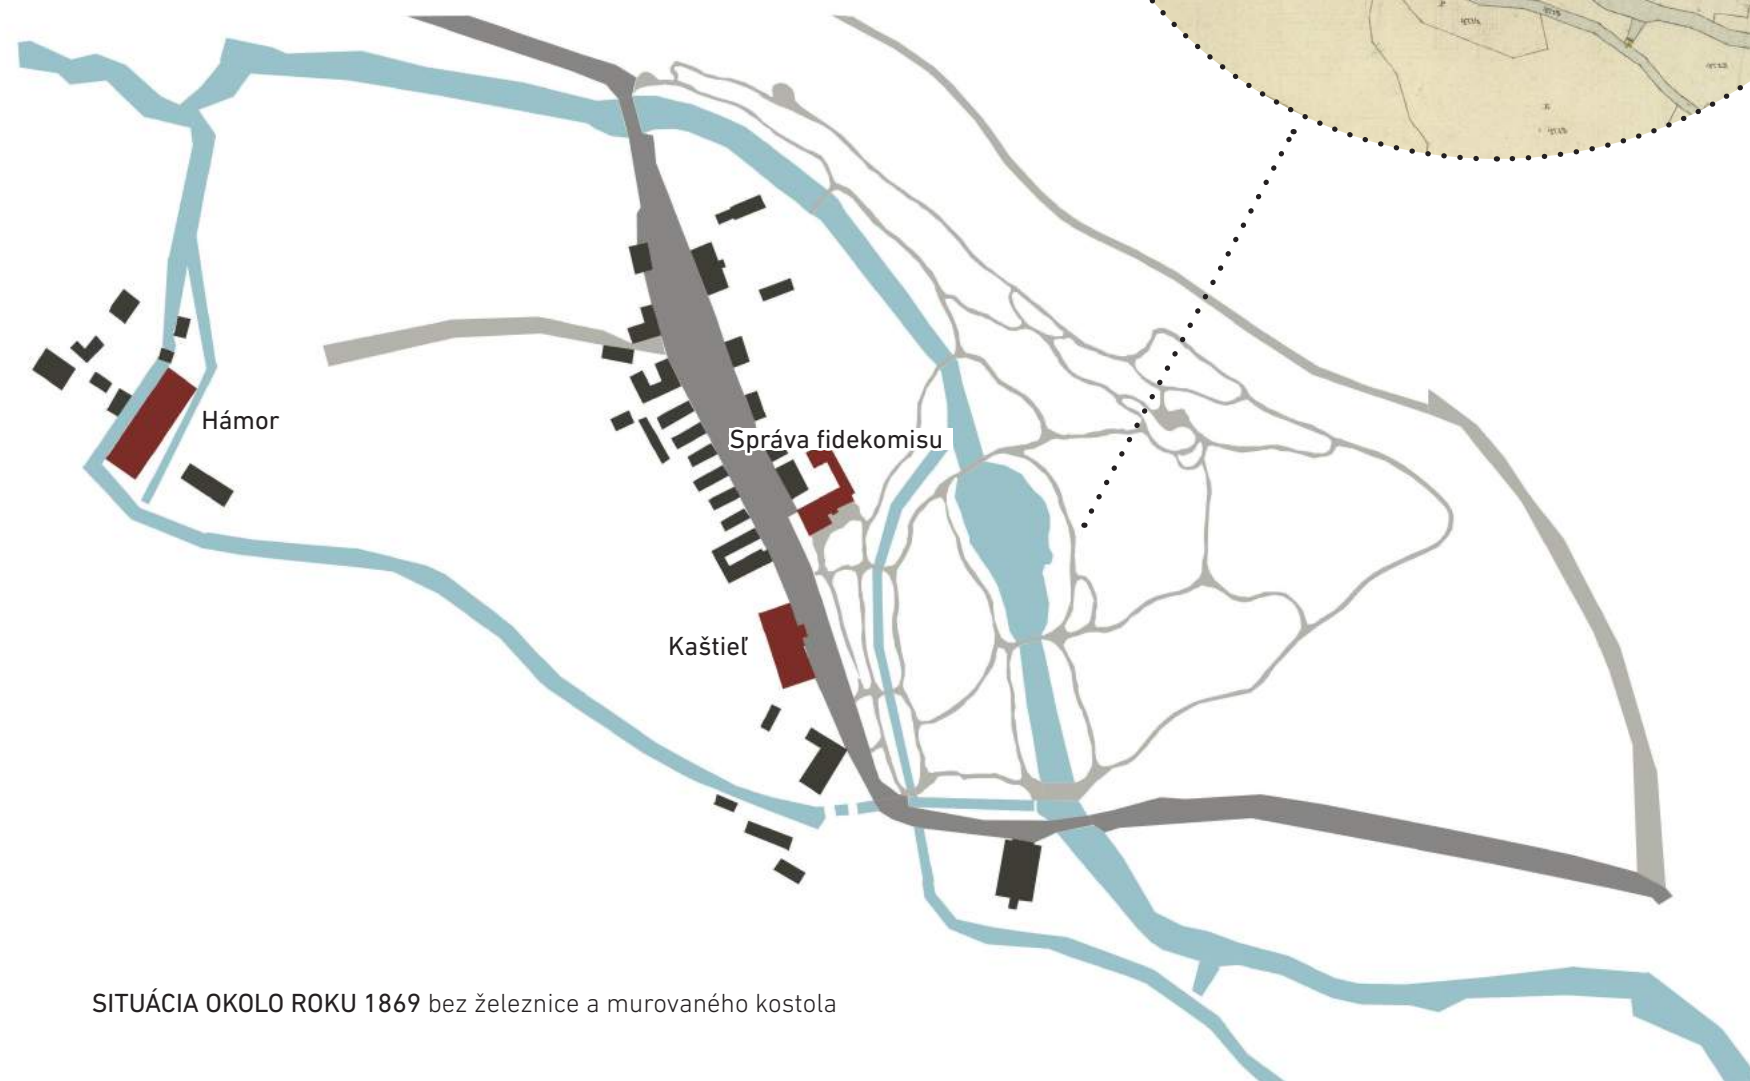 Hámor
Správa fidekomisu
Kaštieľ
SITUÁCIA OKOLO ROKU 1869 bez železnice a murovaného kostola